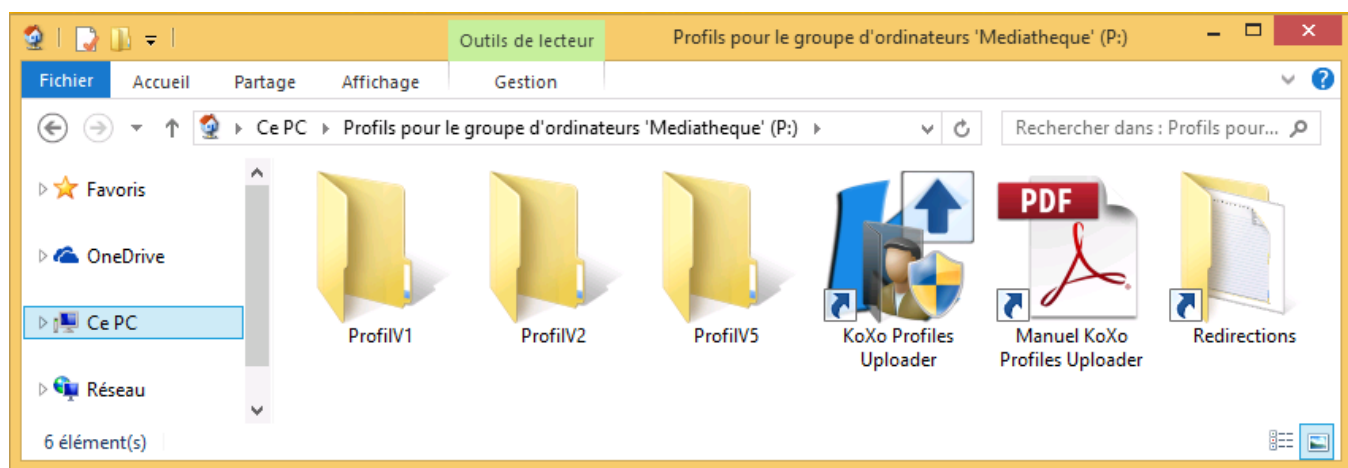 Outils de lecteur
Profils pour le groupe d'ordinateurs 'Mediatheque' (P:)
Fichier Accueil Partage Affichage Gestion
Ce PC Profils pour le groupe d'ordinateurs 'Mediatheque' (P:)
Rechercher dans : Profils pour...
Favoris
OneDrive
Ce PC
Réseau
PDF
ProfilV1
ProfilV2
ProfilV5
KoXo Profiles
Uploader
Manuel KoXo
Profiles Uploader
Redirections
6 élément(s)